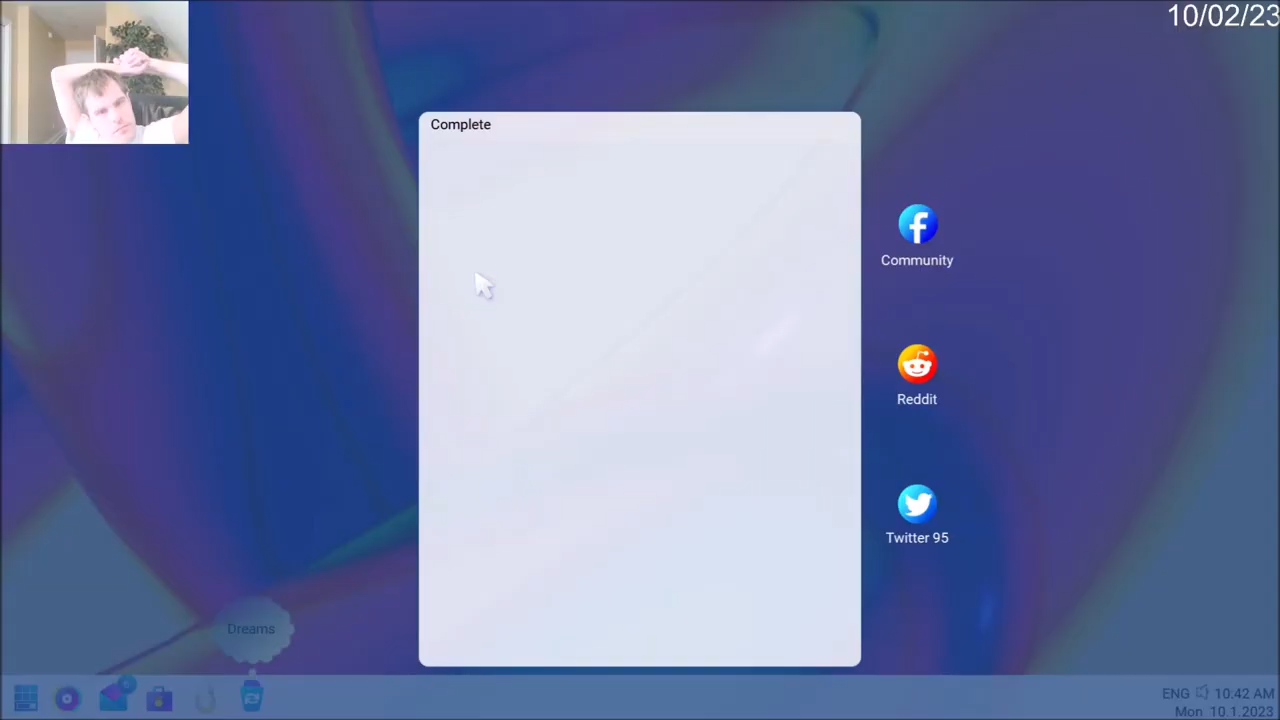 10/02/23
Complete
Community
Reddit
Twitter 95
Dreams
ENG 10:42 AM
Mon 10.1.2023